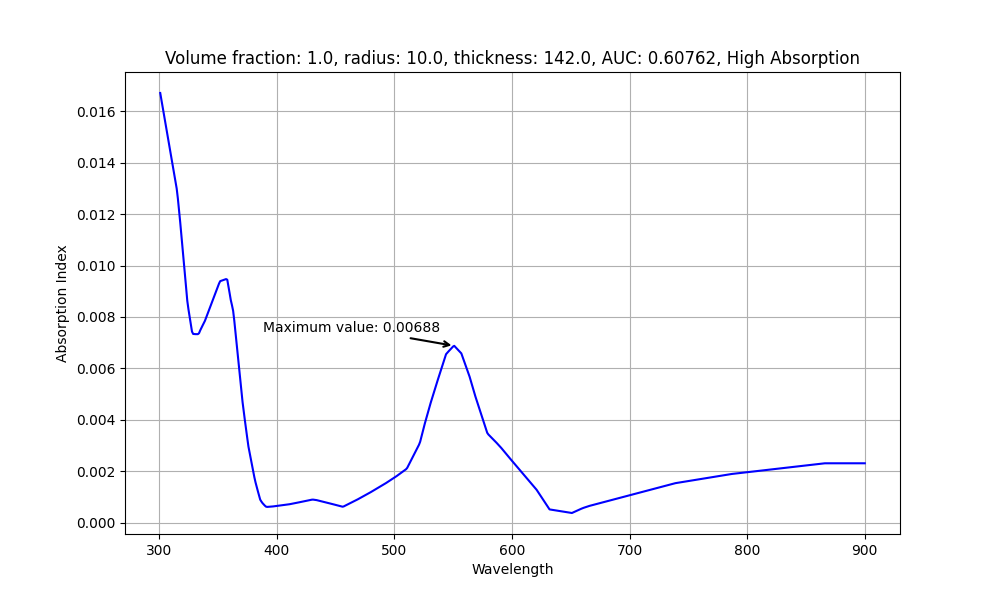 Volume fraction: 1.0, radius: 10.0, thickness: 142.0, AUC: 0.60762, High Absorption
Absorption Index
0.016
0.014
0.012
0.010
0.008
0.006
0.004
0.002
0.000
Maximum value: 0.00688
300 400 500 600 700 800 900
Wavelength